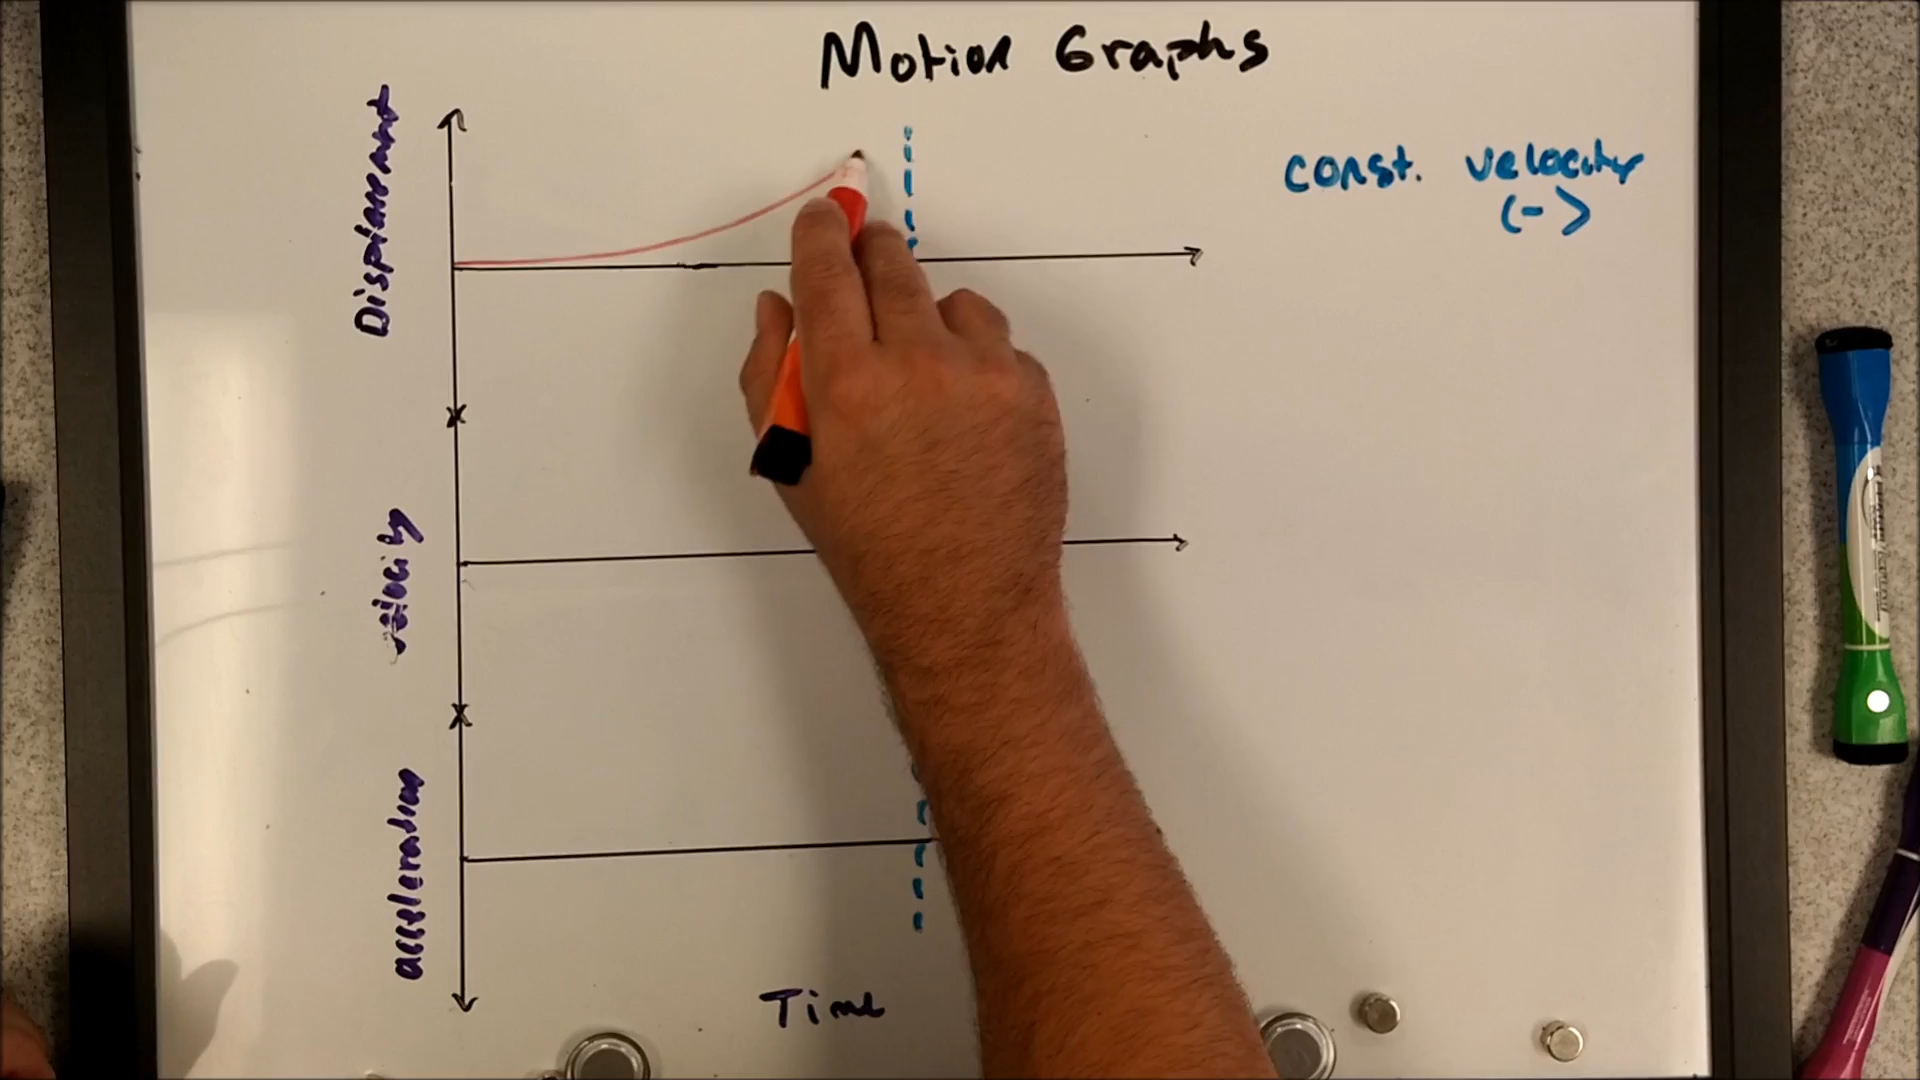 Motion Graphs
Displacement
const. velocity
(-)
velocity
acceleration
Time